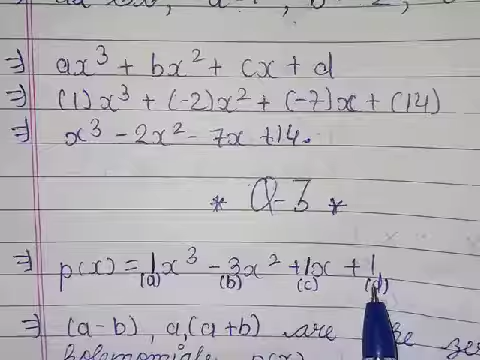 ⇒ ax³ + bx² + cx + d
⇒ (1)x³ + (-2)x² + (-7)x + (14)
⇒ x³ - 2x² - 7x + 14.
* Q-3 *
⇒ p(x) = 1x³ - 3x² + 1x + 1
(a) (b) (c) (d)
⇒ (a-b), a, (a+b) are